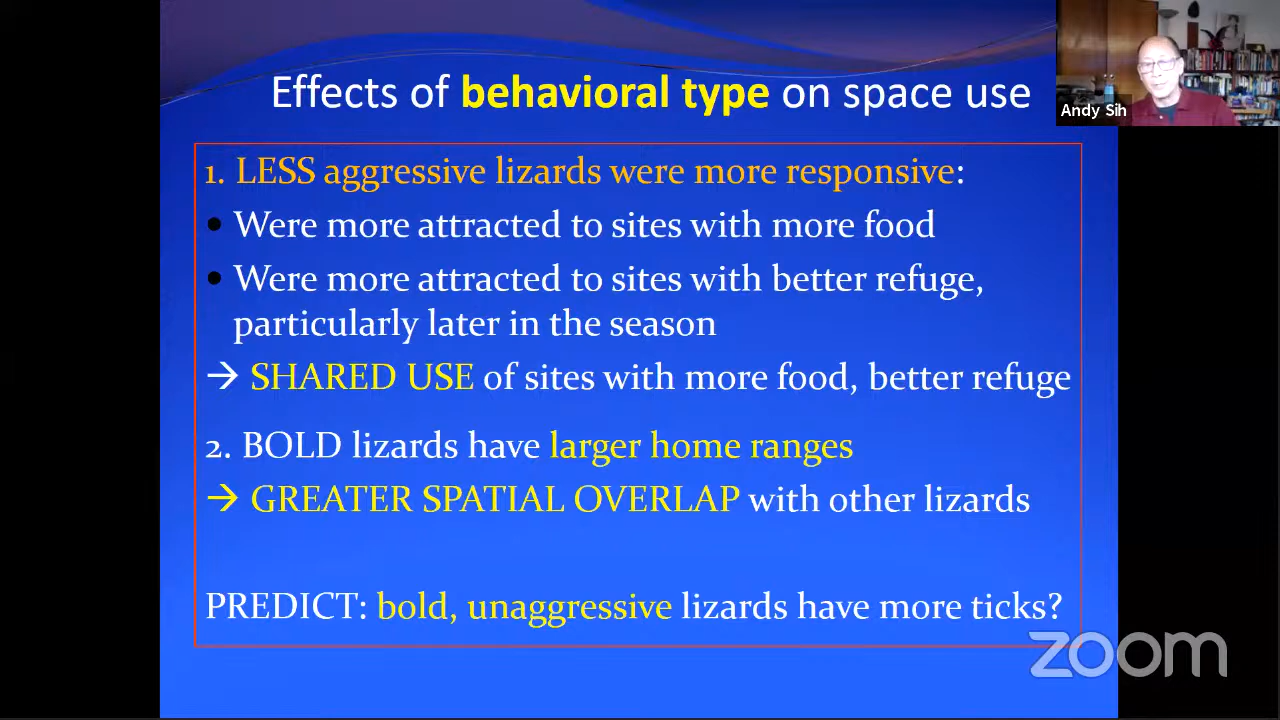 Effects of behavioral type on space use
Andy Sih
1. LESS aggressive lizards were more responsive:
• Were more attracted to sites with more food
• Were more attracted to sites with better refuge,
particularly later in the season
→ SHARED USE of sites with more food, better refuge
2. BOLD lizards have larger home ranges
→ GREATER SPATIAL OVERLAP with other lizards
PREDICT: bold, unaggressive lizards have more ticks?
zoom